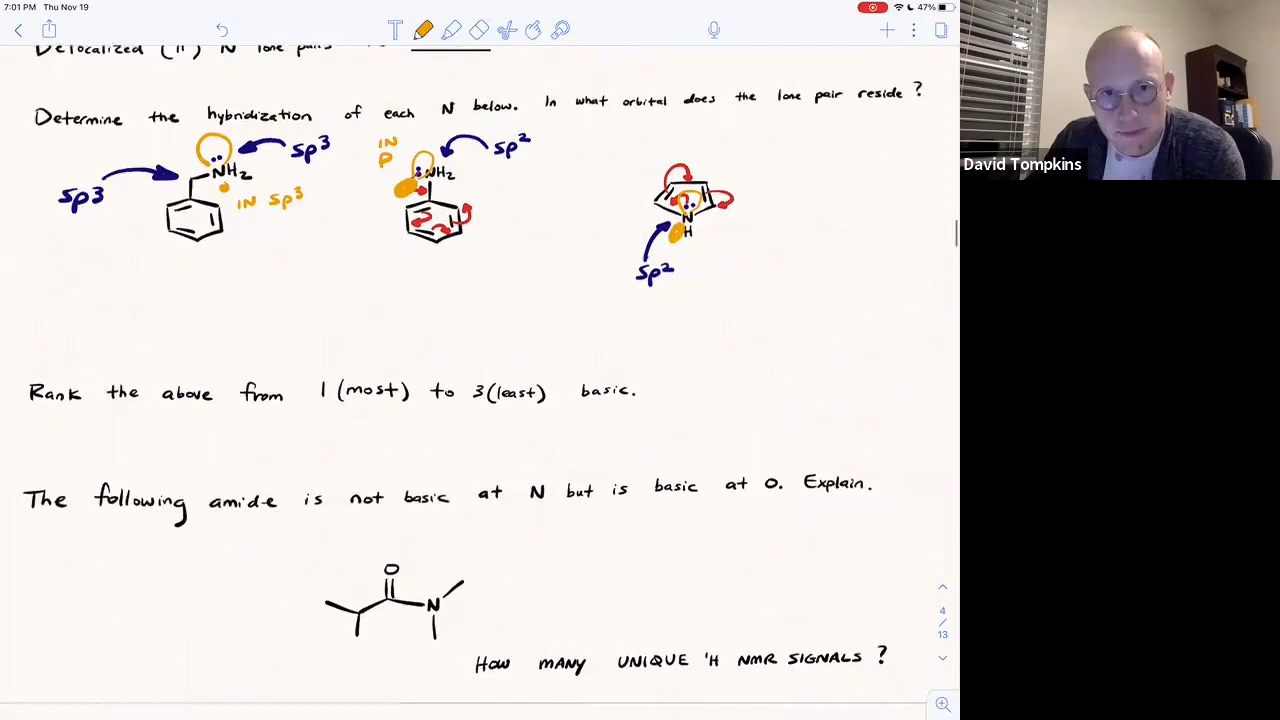 7:01 PM Thu Nov 19
47%
T
Delocalized (π) N lone pairs
Determine the hybridization of each N below. In what orbital does the lone pair reside?
sp3
NH2
sp3
IN sp3
IN
P
NH2
sp2
N
H
sp2
David Tompkins
Rank the above from 1 (most) to 3 (least) basic.
The following amide is not basic at N but is basic at O. Explain.
O
N
4
/
13
HOW MANY UNIQUE 'H NMR SIGNALS ?